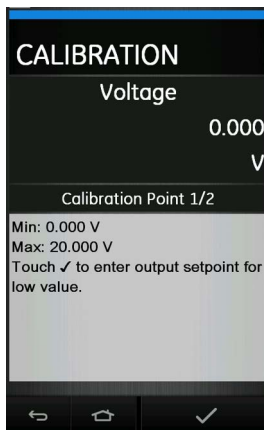 CALIBRATION
Voltage
0.000
V
Calibration Point 1/2
Min: 0.000 V
Max: 20.000 V
Touch ✓ to enter output setpoint for
low value.